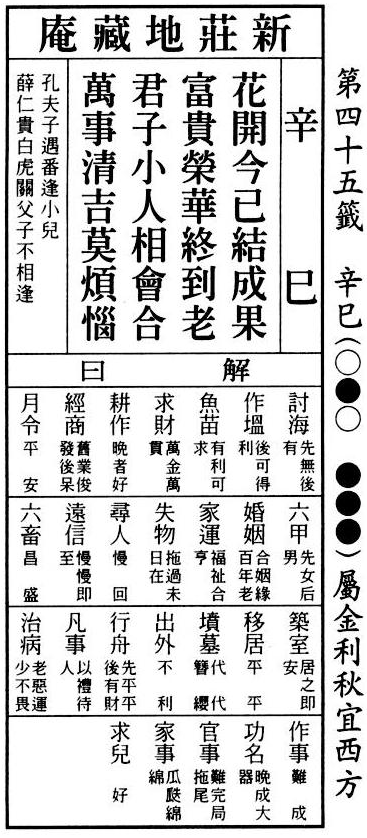 第四十五籤 辛巳(○●○ ●●●)屬金利秋宜西方
新莊地藏庵
辛巳
花開今已結成果
富貴榮華終到老
君子小人相會合
萬事清吉莫煩惱
孔夫子遇番逢小兒
薛仁貴白虎關父子不相逢
解曰
討海 先無後有
作塭 後可得利
魚苗 有利可求
求財 萬金萬貫
耕作 晚者好
經商 舊業俊發後呆
月令 平安
六甲 先女后男
婚姻 合姻緣百年老
家運 福祉合亨
失物 拖過未日在
尋人 慢回
遠信 慢慢即至
六畜 昌盛
築室 居之即安
移居 平平
墳墓 代代簪纓
出外 不利
行舟 先平平後有財
凡事 以禮待人
治病 老惡運少不畏
作事 難成
功名 晚成大器
官事 難完局拖尾
家事 瓜瓞綿綿
求兒 好